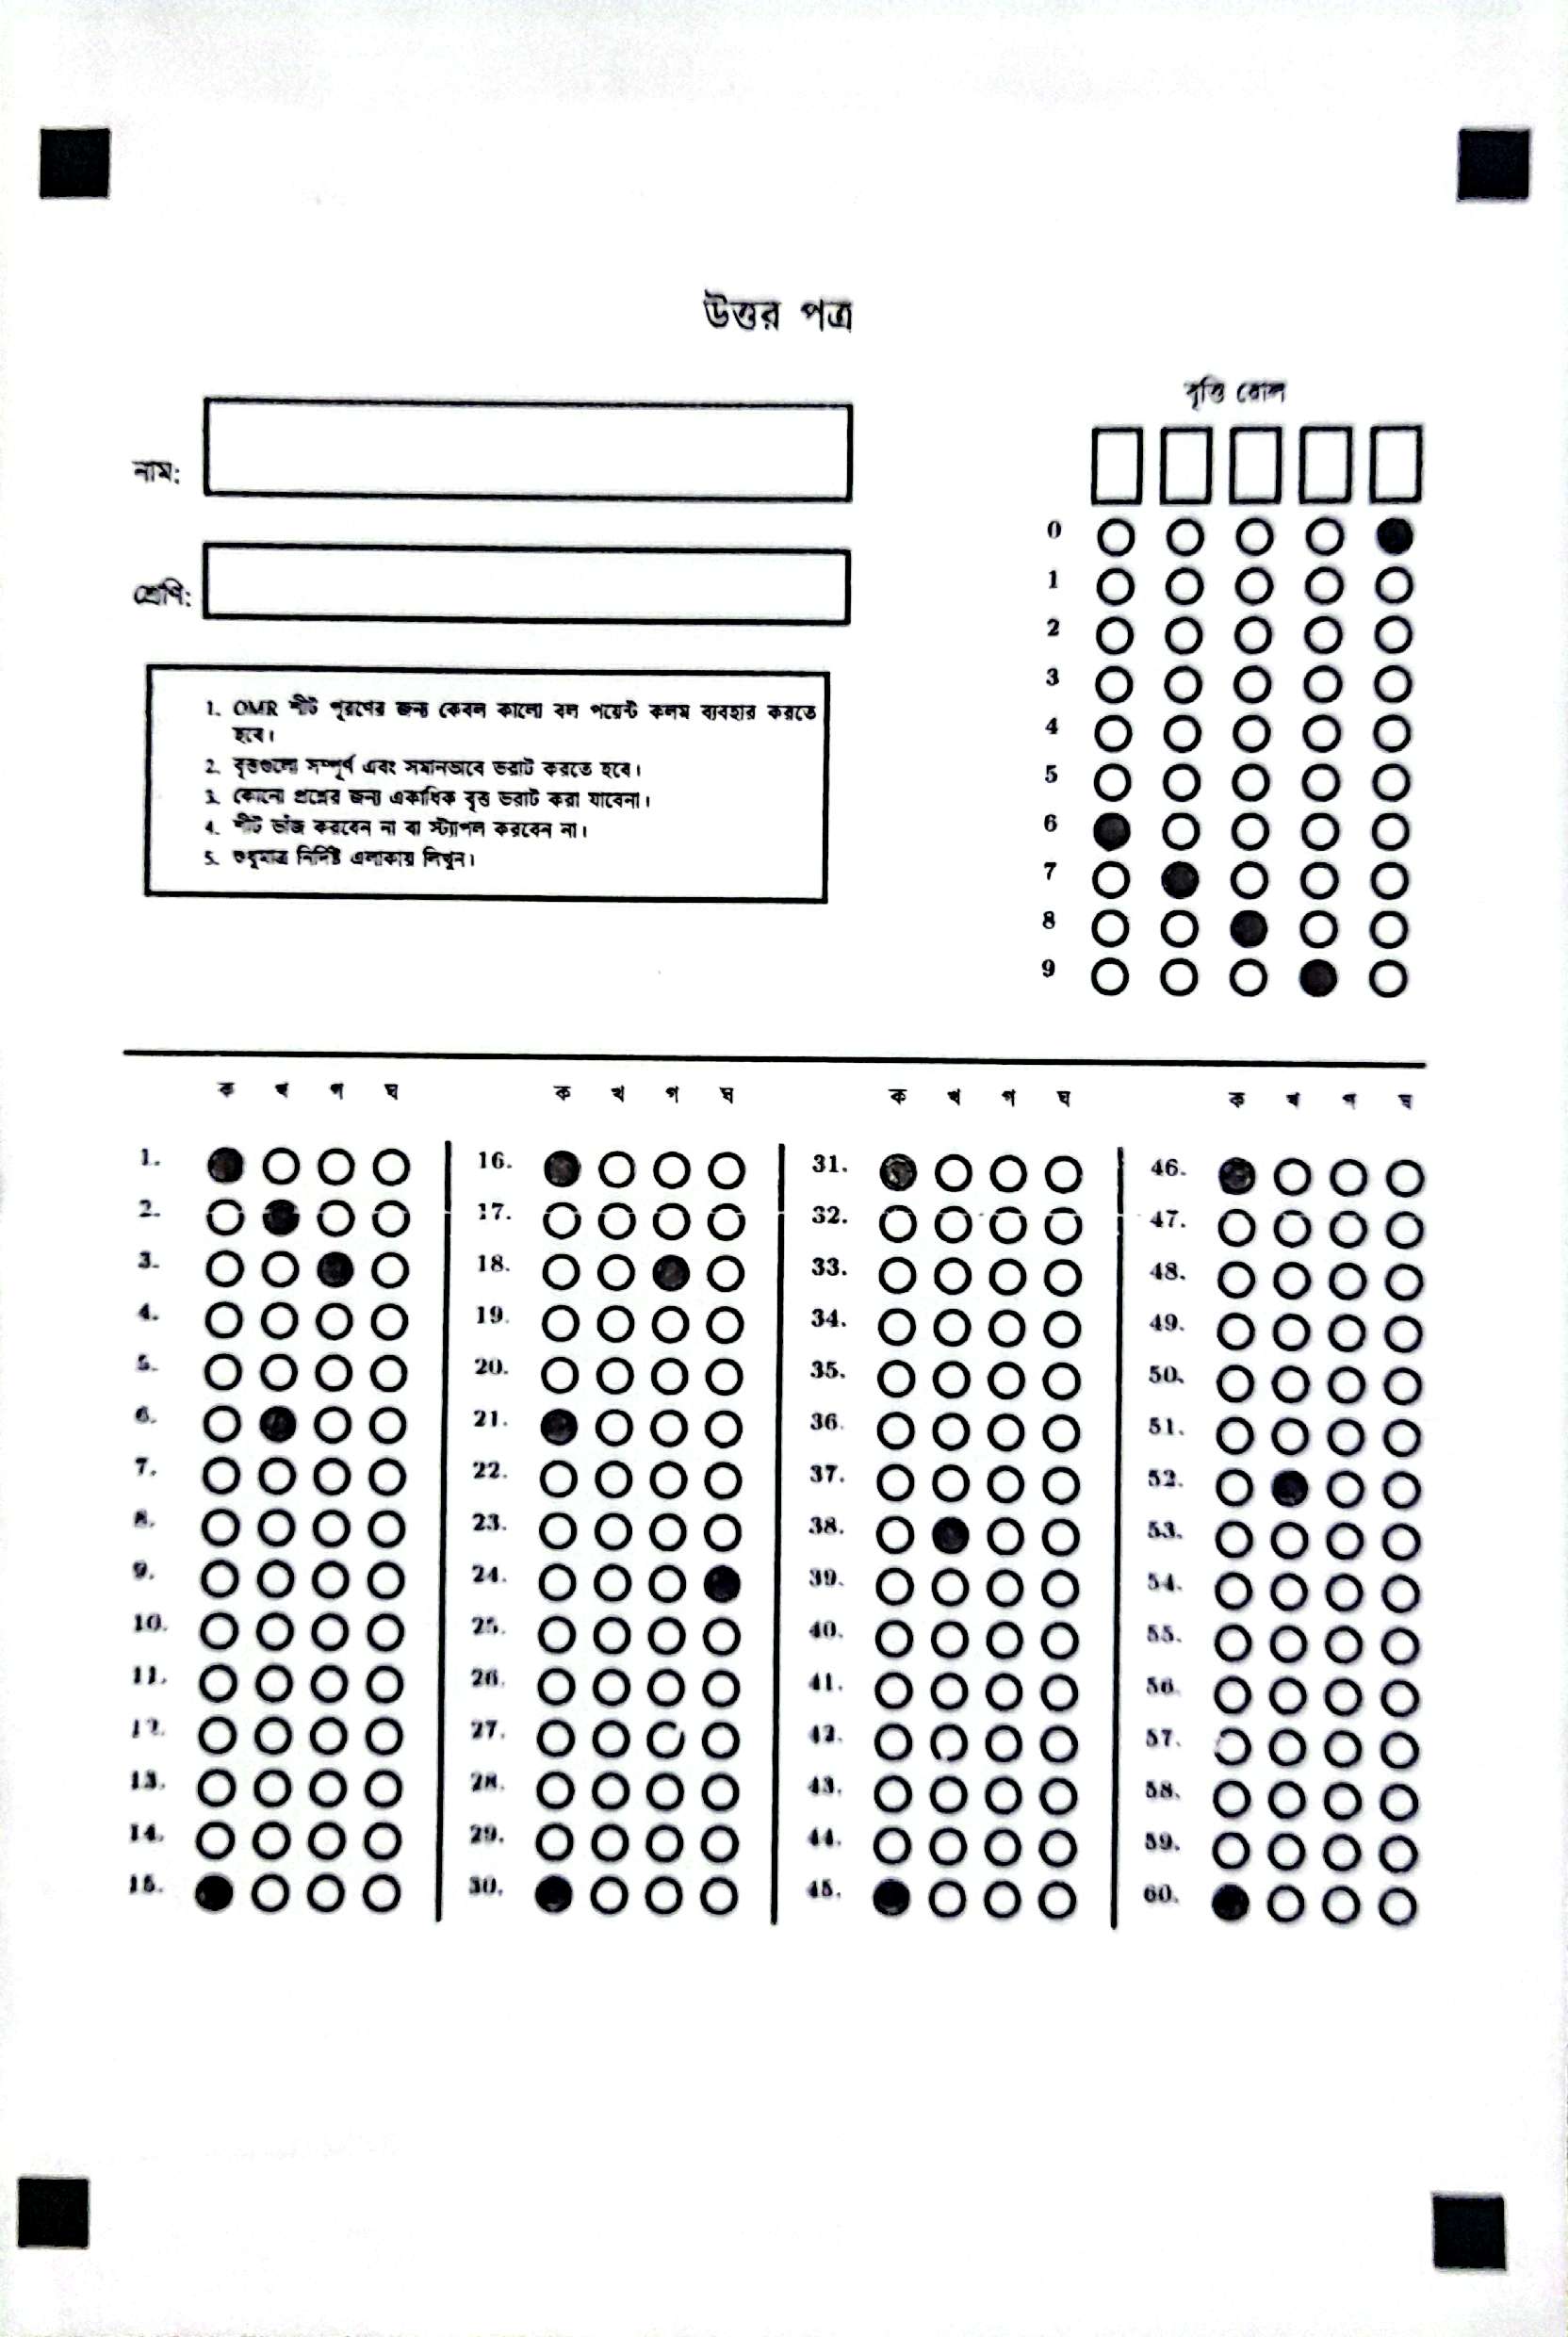 উত্তর পত্র
বৃত্তি রোল
নাম:
শ্রেণি:
1. OMR শীট পূরণের জন্য কেবল কালো বল পয়েন্ট কলম ব্যবহার করতে
হবে।
2. বৃত্তগুলো সম্পূর্ণ এবং সমানভাবে ভরাট করতে হবে।
3. কোনো প্রশ্নের জন্য একাধিক বৃত্ত ভরাট করা যাবেনা।
4. শীট ভাঁজ করবেন না বা স্ট্যাপল করবেন না।
5. শুধুমাত্র নির্দিষ্ট এলাকায় লিখুন।
0
1
2
3
4
5
6
7
8
9
ক খ গ ঘ ক খ গ ঘ ক খ গ ঘ ক খ গ ঘ
1. 16. 31. 46.
2. 17. 32. 47.
3. 18. 33. 48.
4. 19. 34. 49.
5. 20. 35. 50.
6. 21. 36. 51.
7. 22. 37. 52.
8. 23. 38. 53.
9. 24. 39. 54.
10. 25. 40. 55.
11. 26. 41. 56.
12. 27. 42. 57.
13. 28. 43. 58.
14. 29. 44. 59.
15. 30. 45. 60.